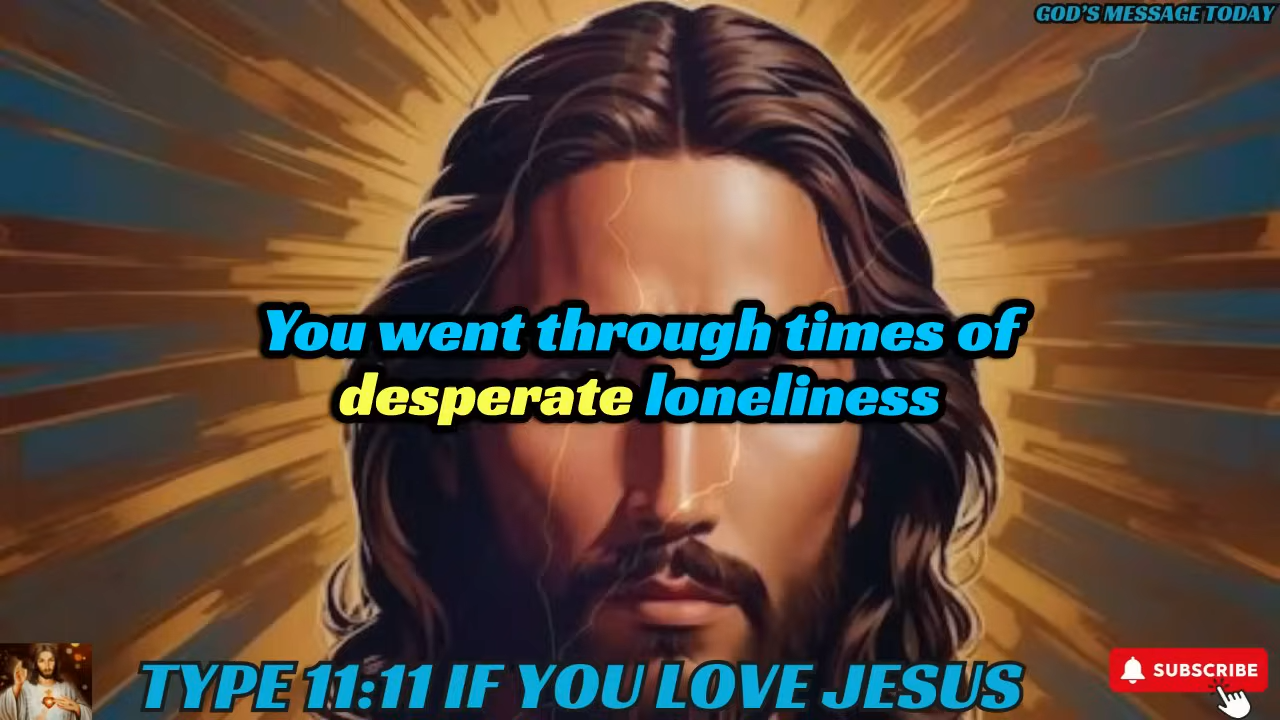 GOD'S MESSAGE TODAY
You went through times of
desperate loneliness
TYPE 11:11 IF YOU LOVE JESUS
SUBSCRIBE